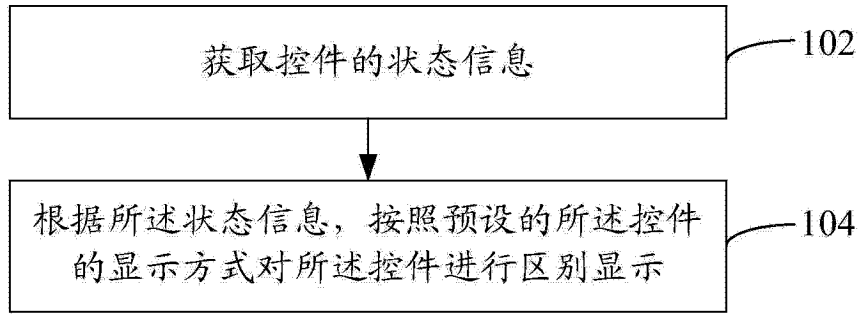 获取控件的状态信息
102
根据所述状态信息，按照预设的所述控件
的显示方式对所述控件进行区别显示
104